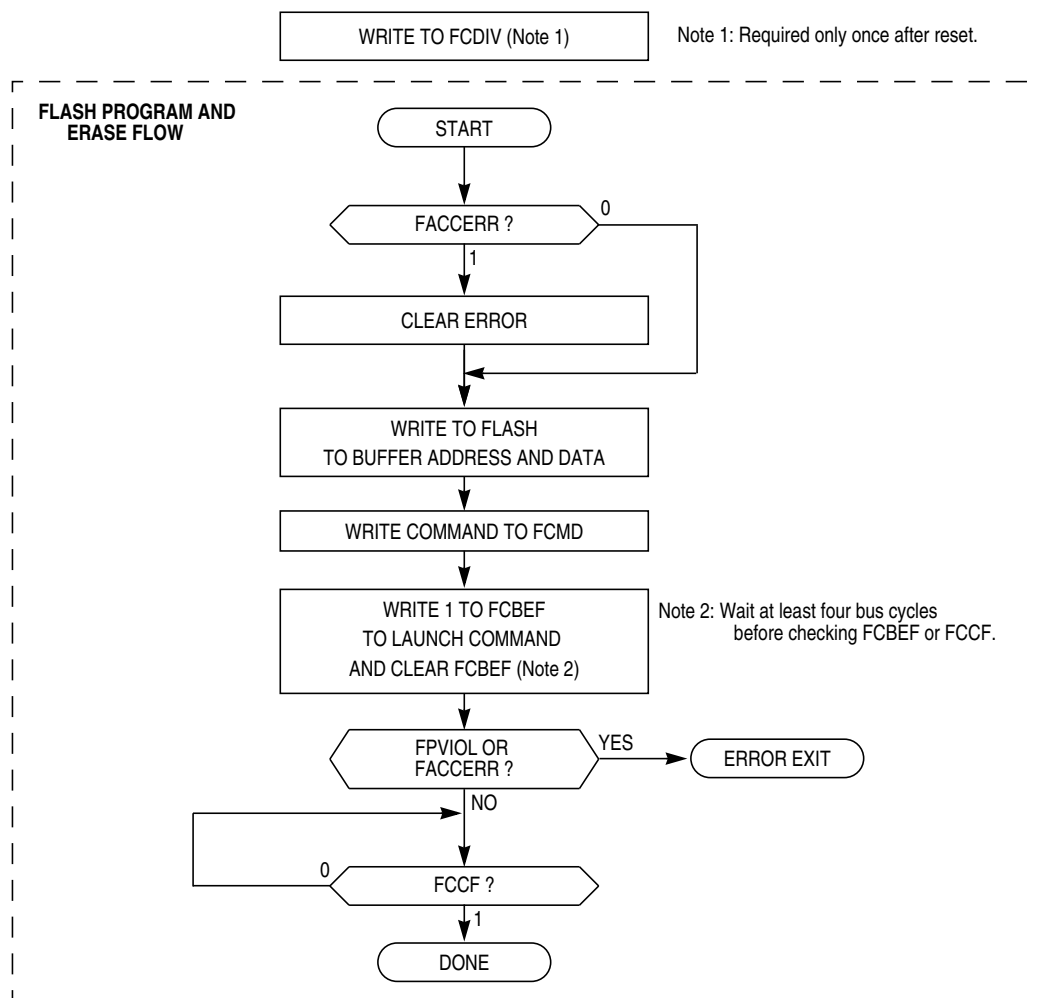 WRITE TO FCDIV (Note 1)
Note 1: Required only once after reset.
FLASH PROGRAM AND
ERASE FLOW
START
FACCERR ?
0
1
CLEAR ERROR
WRITE TO FLASH
TO BUFFER ADDRESS AND DATA
WRITE COMMAND TO FCMD
WRITE 1 TO FCBEF
TO LAUNCH COMMAND
AND CLEAR FCBEF (Note 2)
Note 2: Wait at least four bus cycles
before checking FCBEF or FCCF.
FPVIOL OR
FACCERR ?
YES
ERROR EXIT
NO
0
FCCF ?
1
DONE